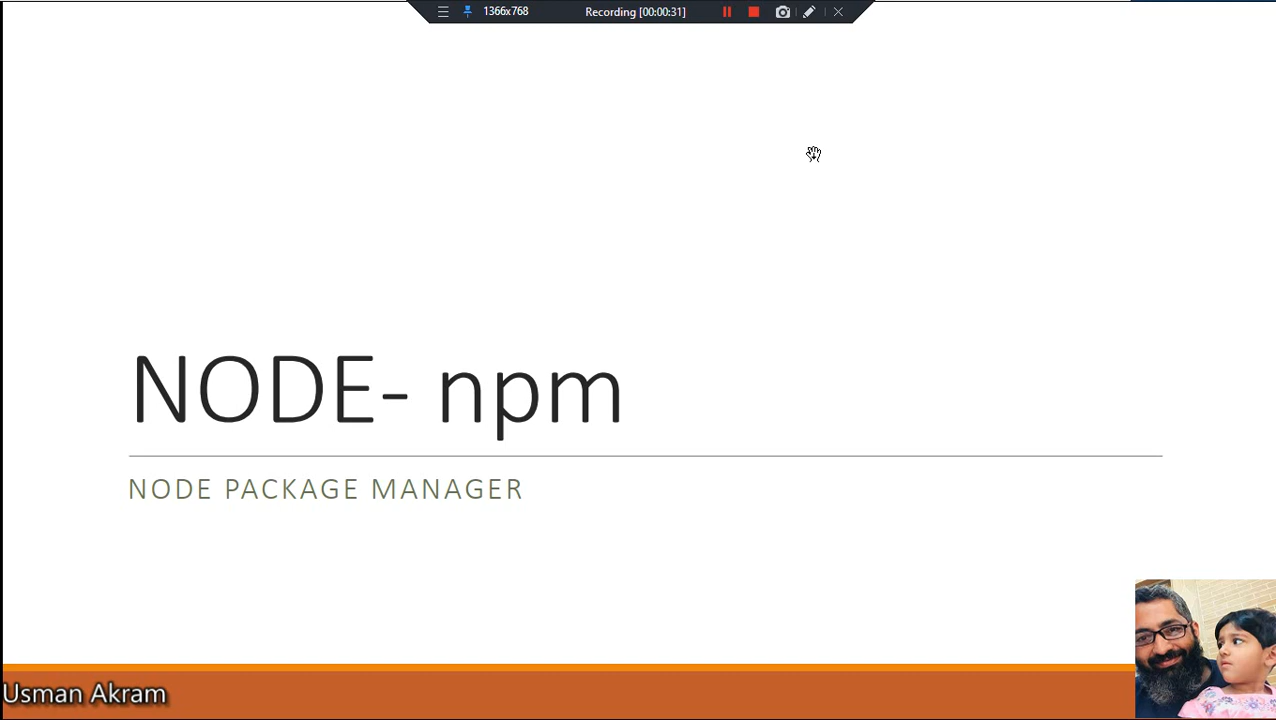 1366x768 Recording [00:00:31]
NODE- npm
NODE PACKAGE MANAGER
Usman Akram